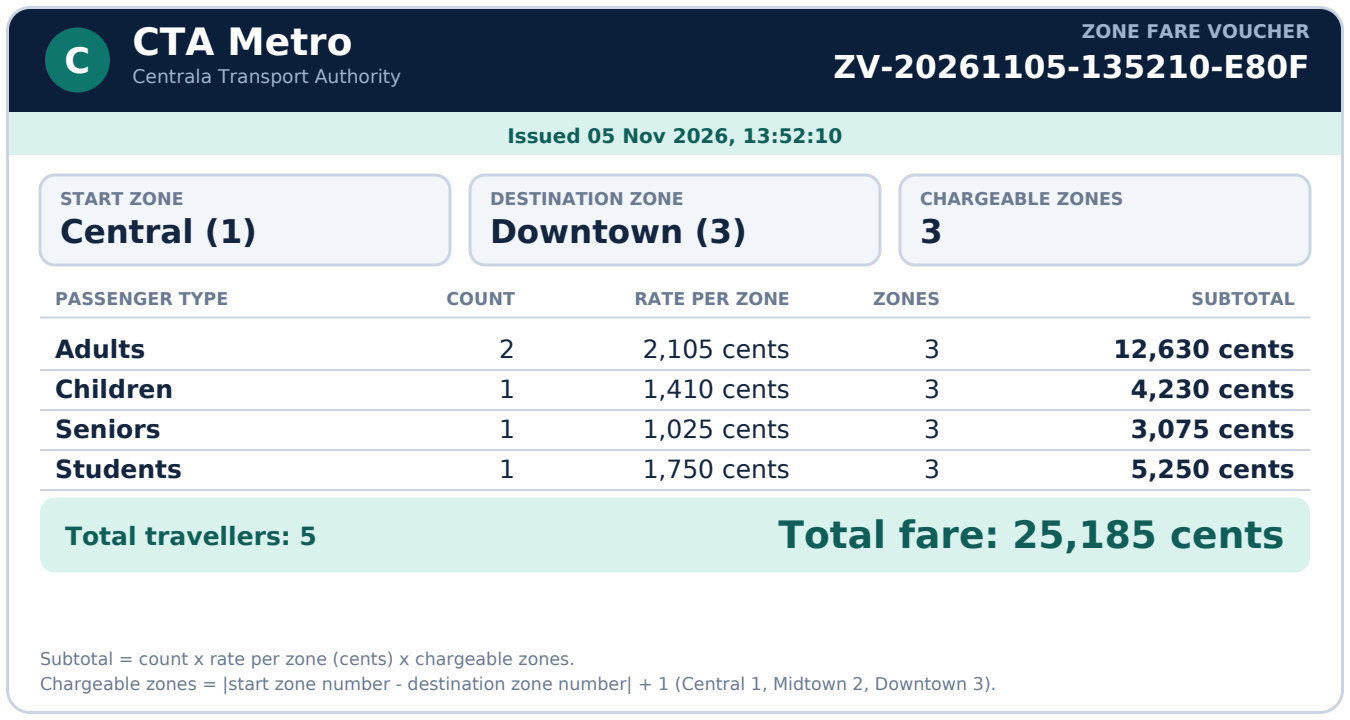 C
CTA Metro
Centrala Transport Authority
ZONE FARE VOUCHER
ZV-20261105-135210-E80F
Issued 05 Nov 2026, 13:52:10
START ZONE
Central (1)
DESTINATION ZONE
Downtown (3)
CHARGEABLE ZONES
3
PASSENGER TYPE COUNT RATE PER ZONE ZONES SUBTOTAL
Adults 2 2,105 cents 3 12,630 cents
Children 1 1,410 cents 3 4,230 cents
Seniors 1 1,025 cents 3 3,075 cents
Students 1 1,750 cents 3 5,250 cents
Total travellers: 5 Total fare: 25,185 cents
Subtotal = count x rate per zone (cents) x chargeable zones.
Chargeable zones = |start zone number - destination zone number| + 1 (Central 1, Midtown 2, Downtown 3).